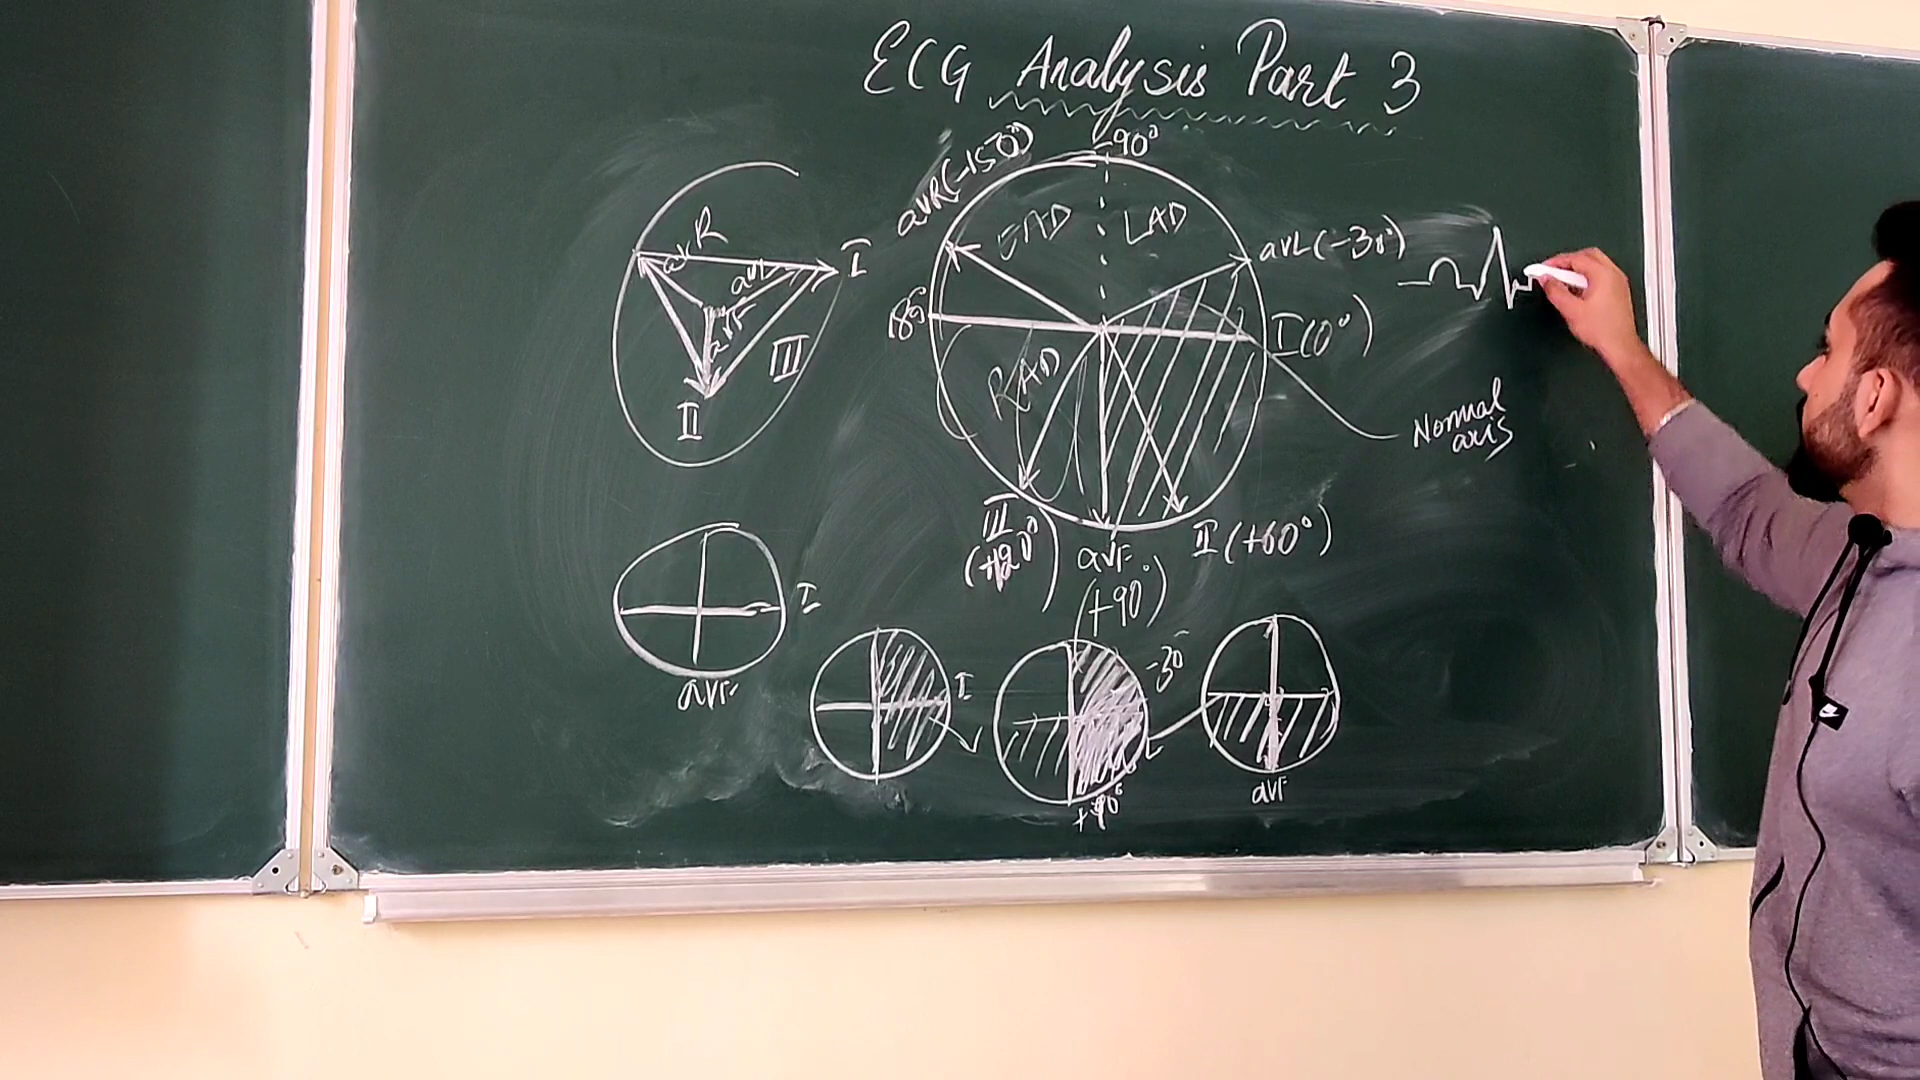 ECG Analysis Part 3
-90°
avR(-150°)
EAD
LAD
avL(-30°)
I(0°)
180°
RAD
Normal
axis
III
(+120°)
avF
(+90°)
II(+60°)
avR
avL
avF
I
II
III
I
avF
I
-30
+90°
avF